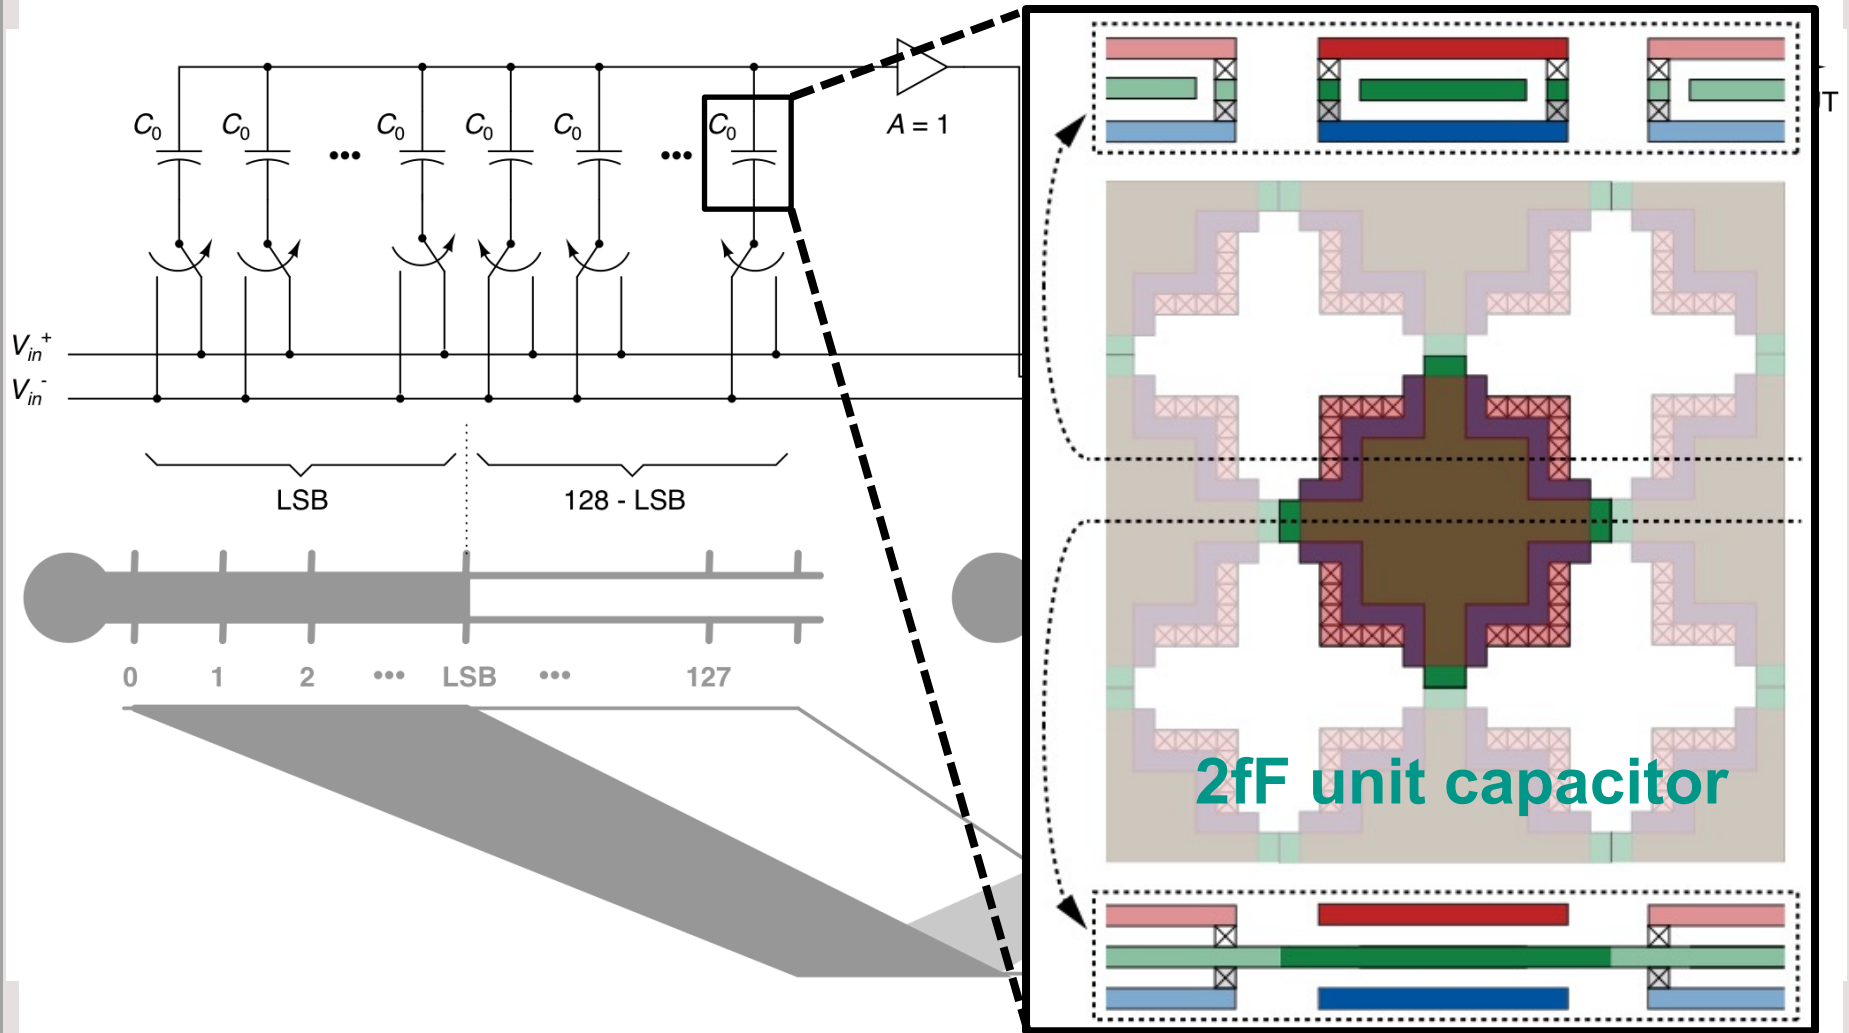 C0 C0 ••• C0 C0 C0 ••• C0
A = 1
UT
Vin+
Vin-
LSB 128 - LSB
0 1 2 ••• LSB ••• 127
2fF unit capacitor